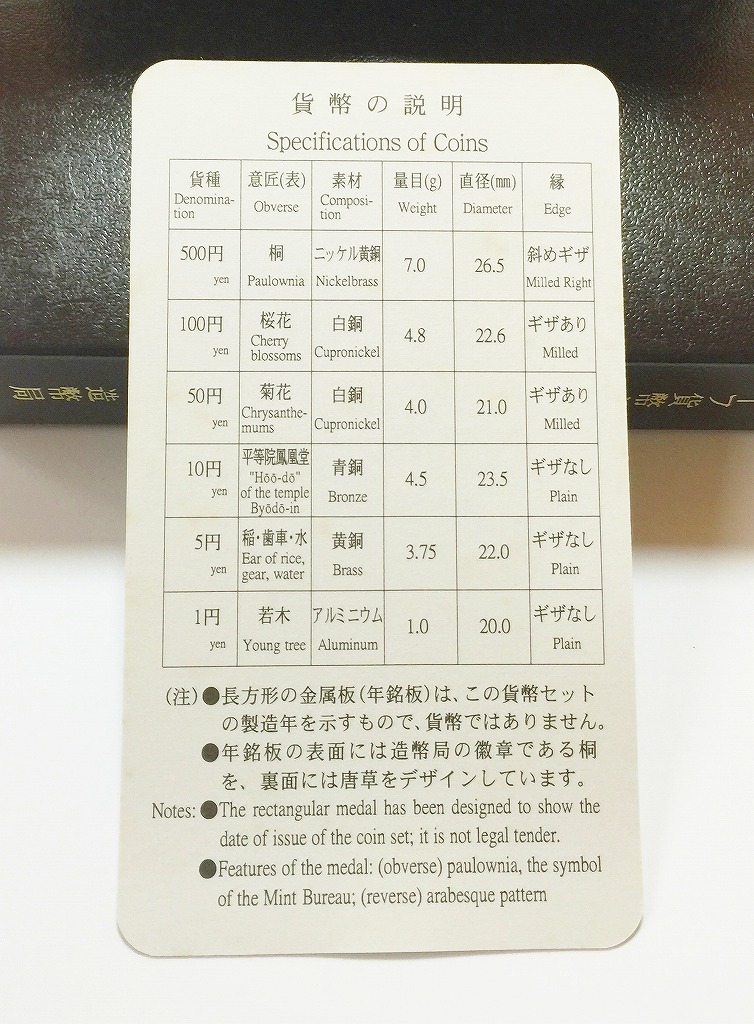 貨幣の説明
Specifications of Coins
貨種 意匠(表) 素材 量目(g) 直径(mm) 縁
Denomina-tion Obverse Composi-tion Weight Diameter Edge
500円 桐 ニッケル黄銅 7.0 26.5 斜めギザ
yen Paulownia Nickelbrass Milled Right
100円 桜花 白銅 4.8 22.6 ギザあり
yen Cherry blossoms Cupronickel Milled
50円 菊花 白銅 4.0 21.0 ギザあり
yen Chrysanthe-mums Cupronickel Milled
10円 平等院鳳凰堂 青銅 4.5 23.5 ギザなし
yen "Hōō-dō" of the temple Byōdō-in Bronze Plain
5円 稲・歯車・水 黄銅 3.75 22.0 ギザなし
yen Ear of rice, gear, water Brass Plain
1円 若木 アルミニウム 1.0 20.0 ギザなし
yen Young tree Aluminum Plain
(注)●長方形の金属板(年銘板)は、この貨幣セット
の製造年を示すもので、貨幣ではありません。
●年銘板の表面には造幣局の徽章である桐
を、裏面には唐草をデザインしています。
Notes: ●The rectangular medal has been designed to show the
date of issue of the coin set; it is not legal tender.
●Features of the medal: (obverse) paulownia, the symbol
of the Mint Bureau; (reverse) arabesque pattern
造幣局
貨幣